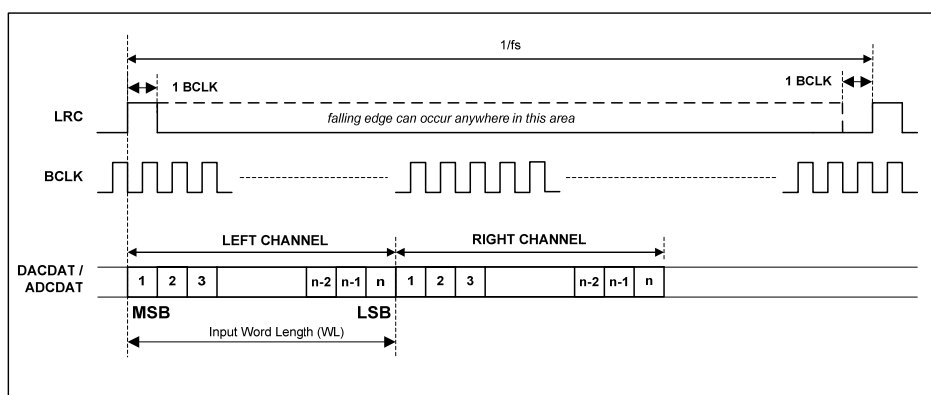 1/fs
1 BCLK
1 BCLK
LRC
falling edge can occur anywhere in this area
BCLK
LEFT CHANNEL
RIGHT CHANNEL
DACDAT /
ADCDAT
1 2 3 n-2 n-1 n 1 2 3 n-2 n-1 n
MSB LSB
Input Word Length (WL)